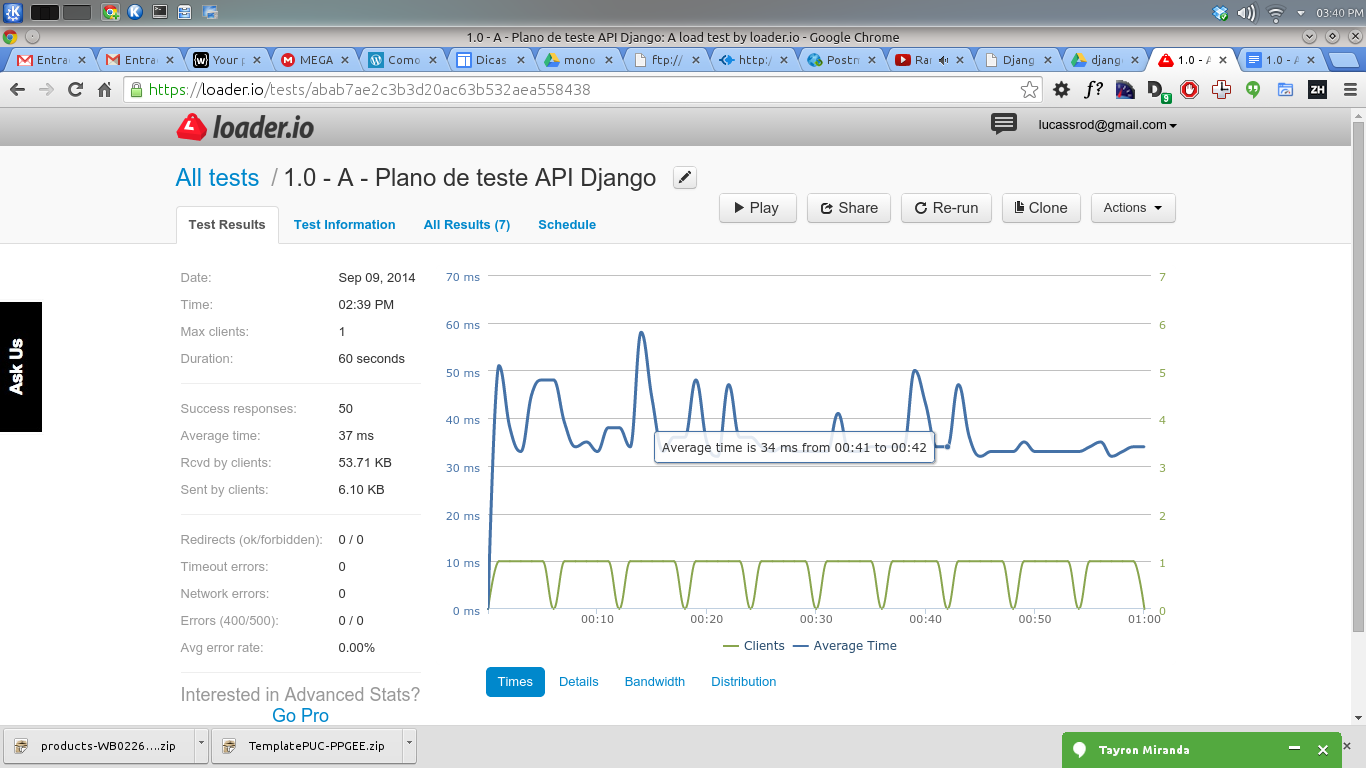 03:40 PM
1.0 - A - Plano de teste API Django: A load test by loader.io - Google Chrome
Entra
Entra
Your p
MEGA
Como
Dicas
mono
ftp://
http:/
Postm
Rai
Djang
djang
1.0 - A
1.0 - A
https://loader.io/tests/abab7ae2c3b3d20ac63b532aea558438
f?
D
9
ZH
loader.io
lucassrod@gmail.com
All tests / 1.0 - A - Plano de teste API Django
Play
Share
Re-run
Clone
Actions
Test Results
Test Information
All Results (7)
Schedule
Date: Sep 09, 2014
Time: 02:39 PM
Max clients: 1
Duration: 60 seconds
Success responses: 50
Average time: 37 ms
Rcvd by clients: 53.71 KB
Sent by clients: 6.10 KB
Redirects (ok/forbidden): 0 / 0
Timeout errors: 0
Network errors: 0
Errors (400/500): 0 / 0
Avg error rate: 0.00%
Interested in Advanced Stats?
Go Pro
Ask Us
70 ms
60 ms
50 ms
40 ms
30 ms
20 ms
10 ms
0 ms
7
6
5
4
3
2
1
0
Average time is 34 ms from 00:41 to 00:42
00:10
00:20
00:30
00:40
00:50
01:00
Clients
Average Time
Times
Details
Bandwidth
Distribution
products-WB0226....zip
TemplatePUC-PPGEE.zip
Tayron Miranda